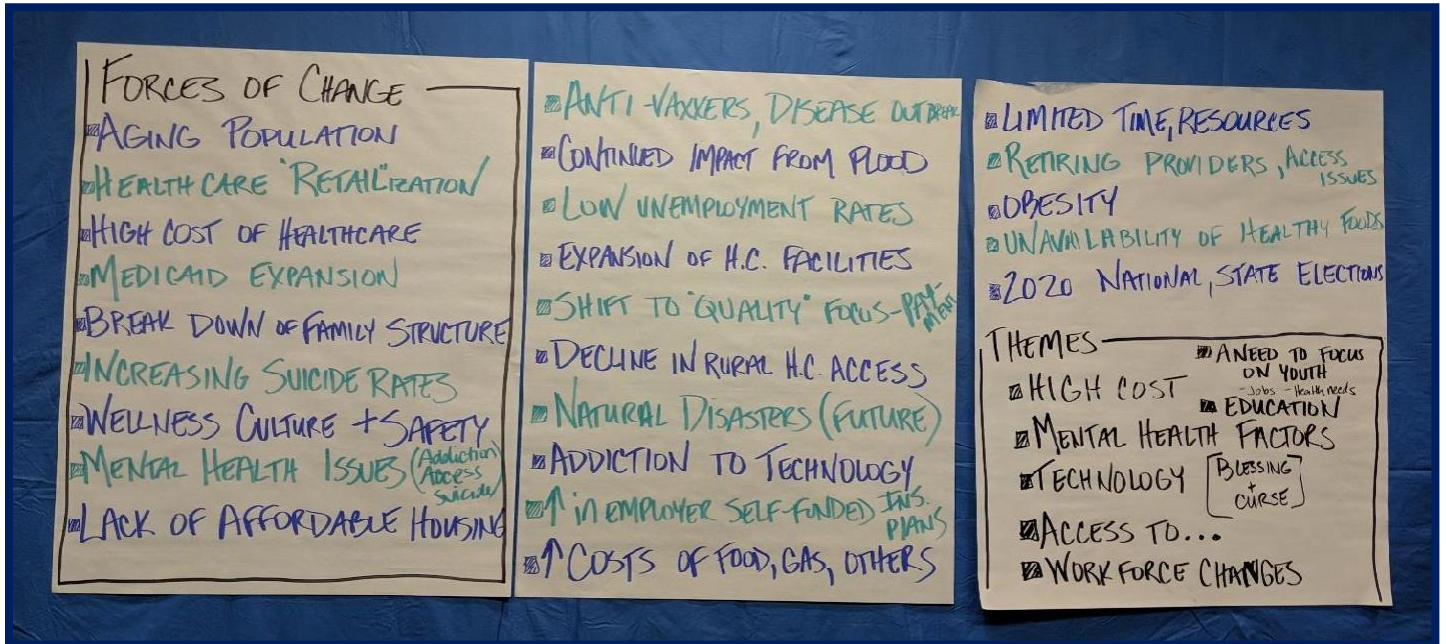 FORCES OF CHANGE
AGING POPULATION
HEALTH CARE "RETAIL"IZATION
HIGH COST OF HEALTHCARE
MEDICAID EXPANSION
BREAK DOWN OF FAMILY STRUCTURE
INCREASING SUICIDE RATES
WELLNESS CULTURE + SAFETY
MENTAL HEALTH ISSUES (Addiction
Access
Suicide)
LACK OF AFFORDABLE HOUSING
ANTI-VAXKERS, DISEASE OUTBREAK
CONTINUED IMPACT FROM FLOOD
LOW UNEMPLOYMENT RATES
EXPANSION OF H.C. FACILITIES
SHIFT TO "QUALITY" FOCUS - PAY-
MENT
DECLINE IN RURAL H.C. ACCESS
NATURAL DISASTERS (FUTURE)
ADDICTION TO TECHNOLOGY
↑ in EMPLOYER SELF-FUNDED INS.
PLANS
↑ COSTS OF FOOD, GAS, OTHERS
LIMITED TIME, RESOURCES
RETIRING PROVIDERS, ACCESS
ISSUES
OBESITY
UNAVAILABILITY OF HEALTHY FOODS
2020 NATIONAL, STATE ELECTIONS
THEMES
HIGH COST
A NEED TO FOCUS
ON YOUTH
- Jobs - Health needs
EDUCATION
MENTAL HEALTH FACTORS
TECHNOLOGY [BLESSING
+
CURSE]
ACCESS TO...
WORKFORCE CHANGES